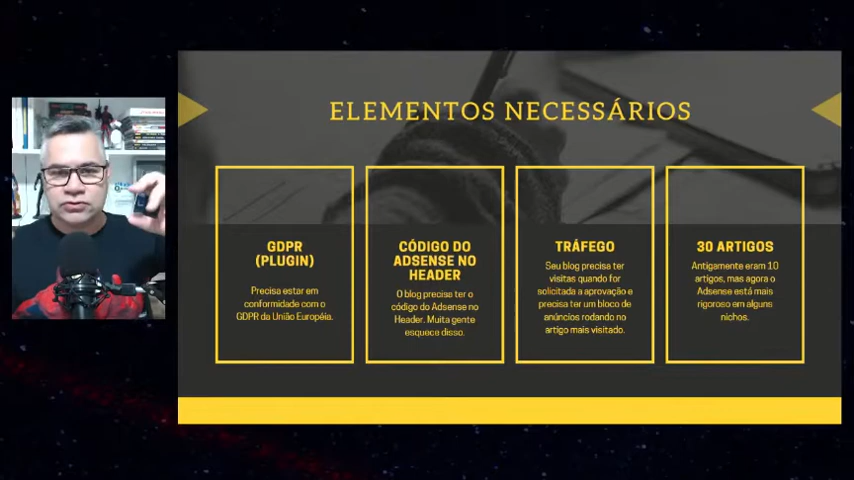 ELEMENTOS NECESSÁRIOS
GDPR
(PLUGIN)
Precisa estar em
conformidade com o
GDPR da União Européia.
CÓDIGO DO
ADSENSE NO
HEADER
O blog precisa ter o
código do Adsense no
Header. Muita gente
esquece disso.
TRÁFEGO
Seu blog precisa ter
visitas quando for
solicitada a aprovação e
precisa ter um bloco de
anúncios rodando no
artigo mais visitado.
30 ARTIGOS
Antigamente eram 10
artigos, mas agora o
Adsense está mais
rigoroso em alguns
nichos.